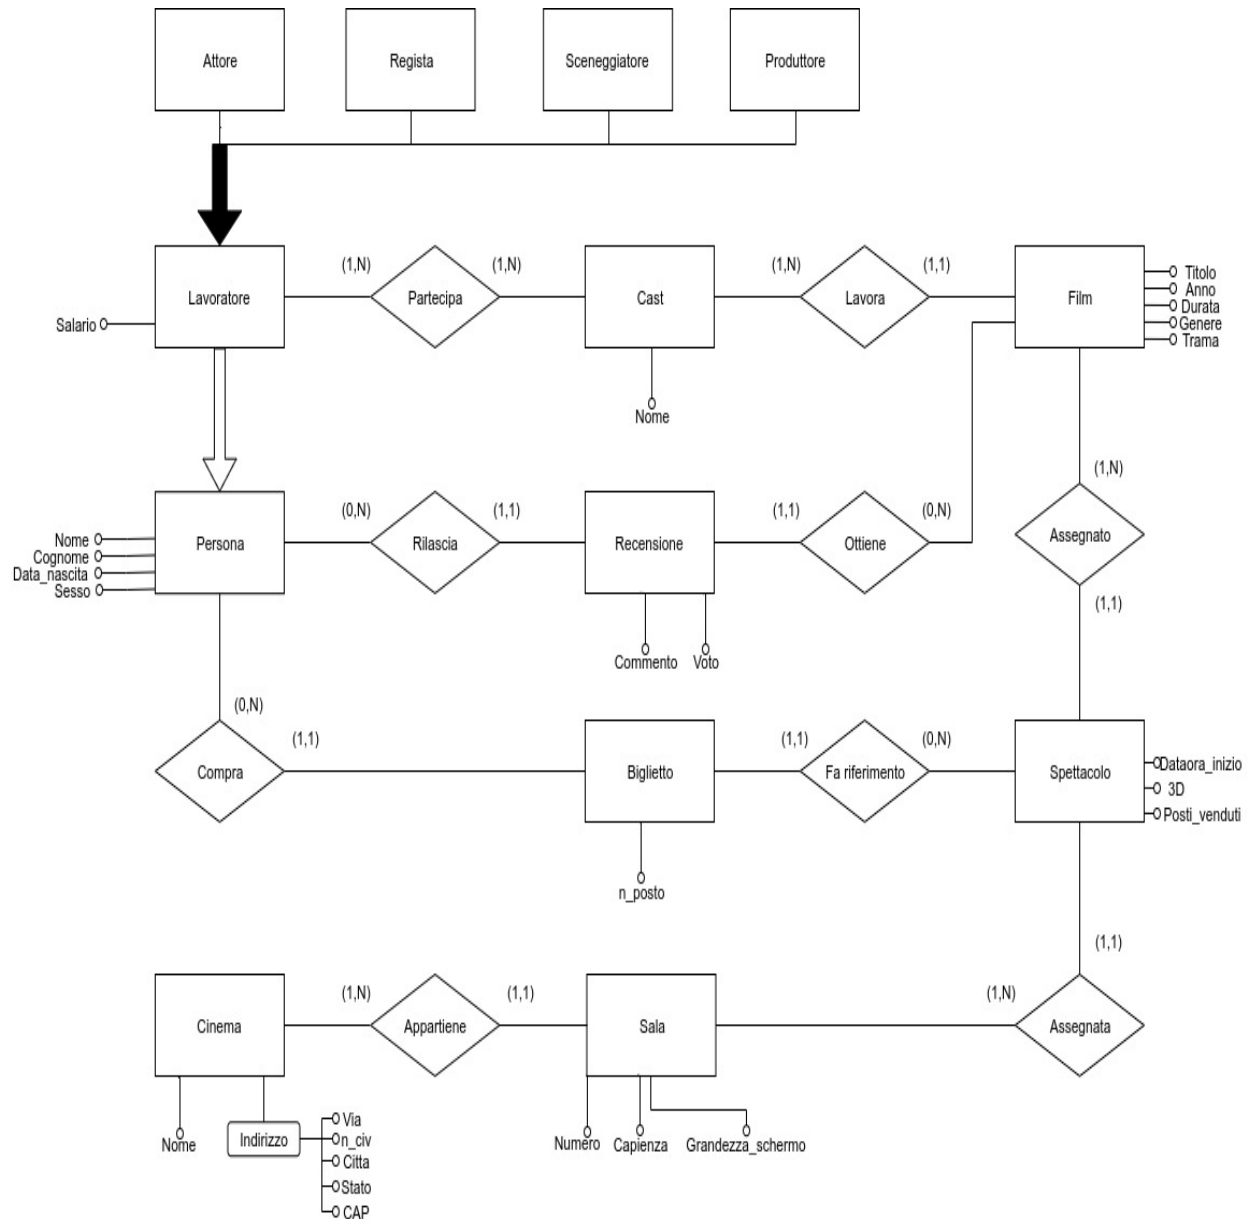 Attore
Regista
Sceneggiatore
Produttore
Lavoratore
(1,N)
Partecipa
(1,N)
Cast
(1,N)
Lavora
(1,1)
Film
Titolo
Anno
Durata
Genere
Trama
Salario
Nome
(1,N)
Persona
Nome
Cognome
Data_nascita
Sesso
(0,N)
Rilascia
(1,1)
Recensione
(1,1)
Ottiene
(0,N)
Assegnato
(1,1)
Commento
Voto
(0,N)
Compra
(1,1)
Biglietto
(1,1)
Fa riferimento
(0,N)
Spettacolo
Dataora_inizio
3D
Posti_venduti
n_posto
(1,1)
Cinema
(1,N)
Appartiene
(1,1)
Sala
(1,N)
Assegnata
Nome
Indirizzo
Via
n_civ
Citta
Stato
CAP
Numero
Capienza
Grandezza_schermo